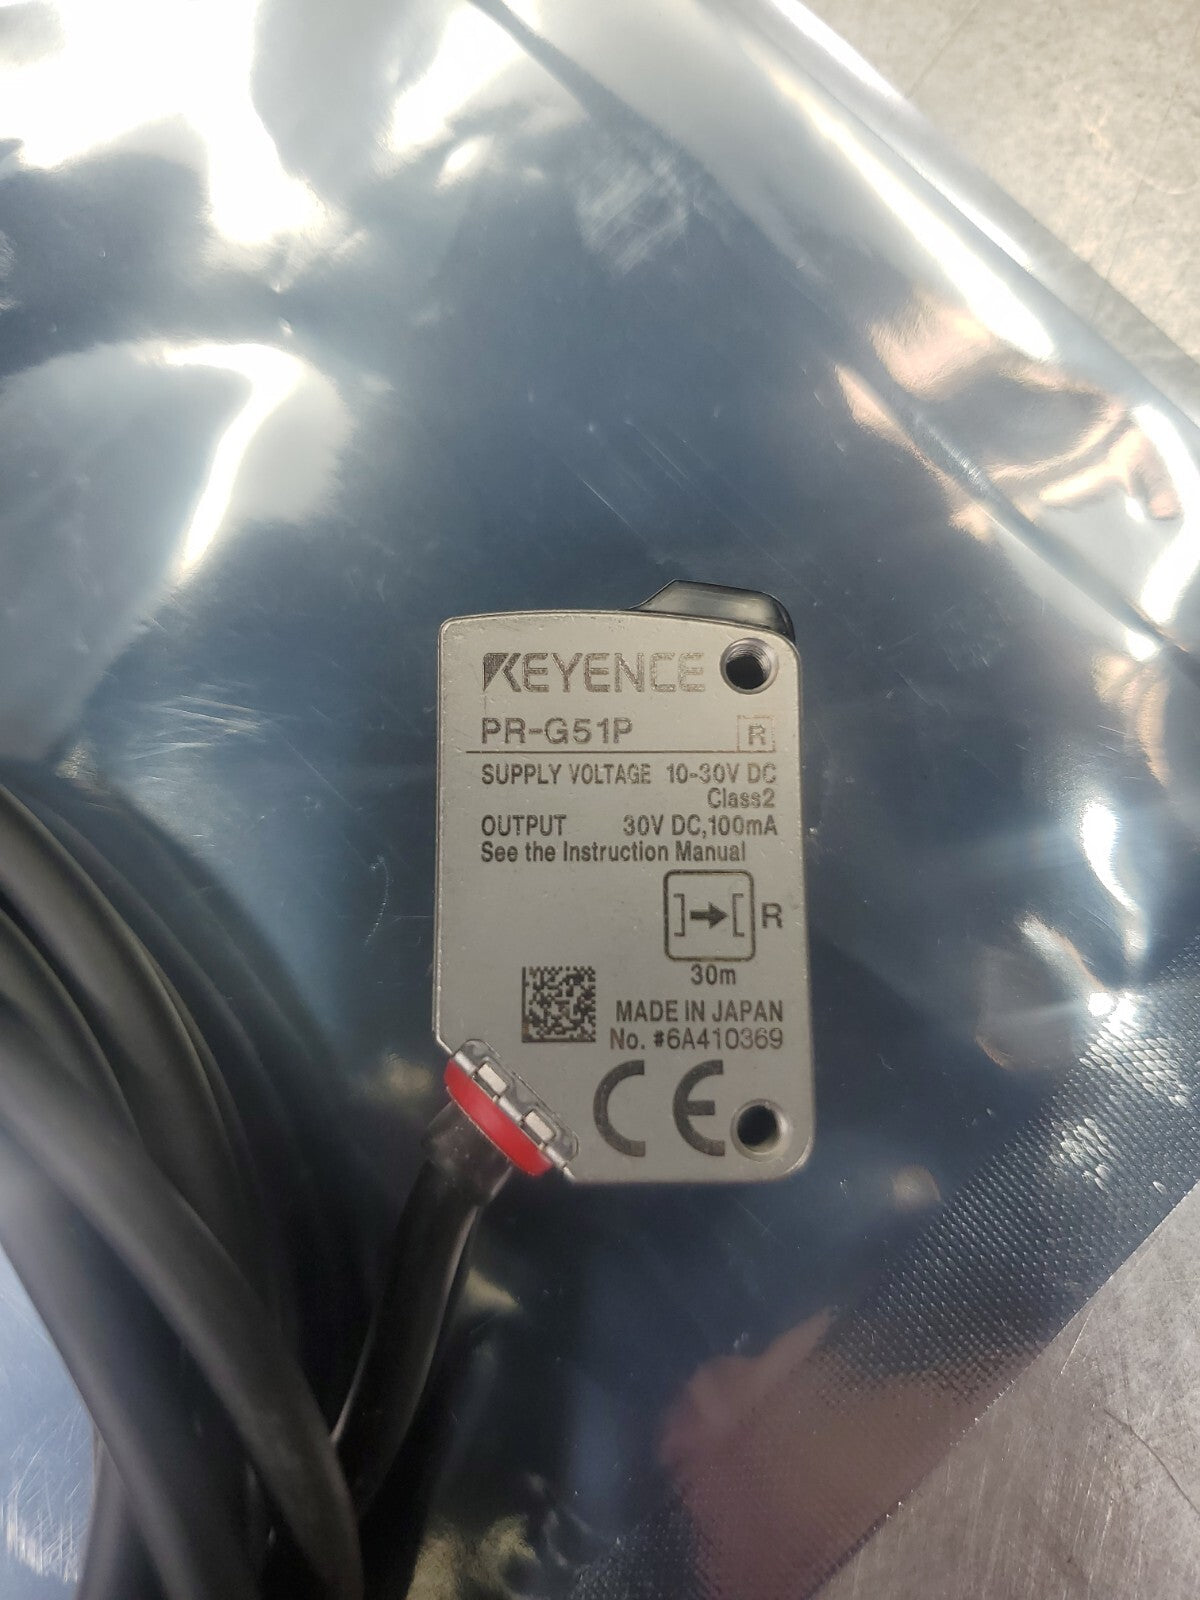 KEYENCE
PR-G51P R
SUPPLY VOLTAGE 10-30V DC
Class2
OUTPUT 30V DC,100mA
See the Instruction Manual
R
30m
MADE IN JAPAN
No. #6A410369
CE